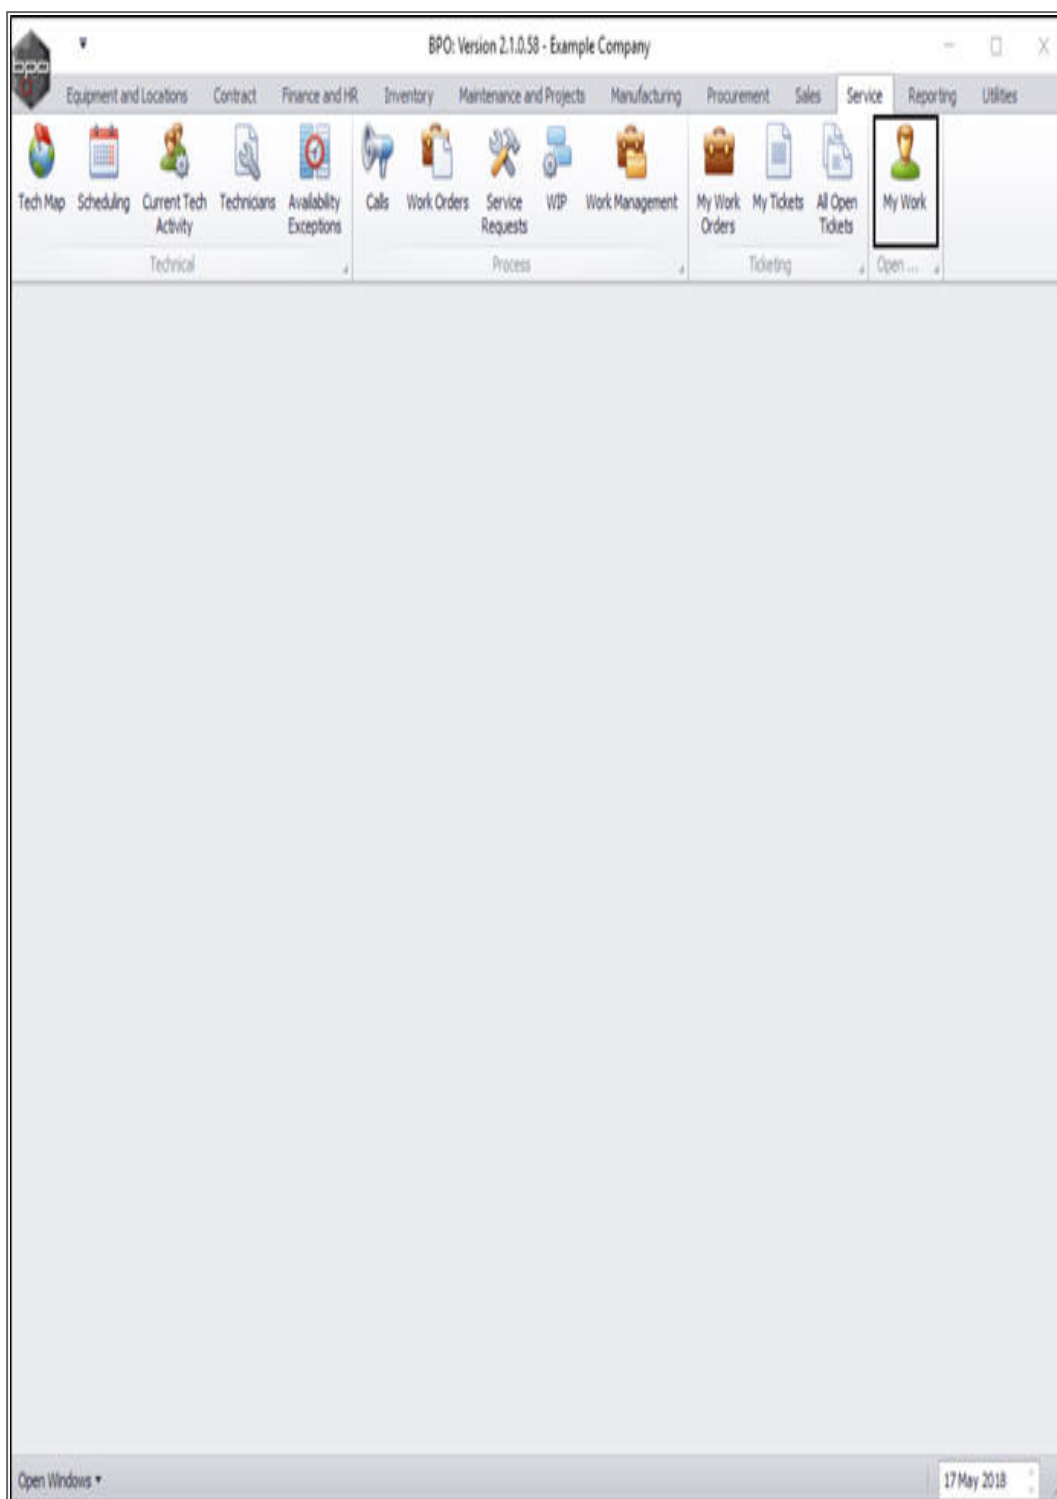 bpo
BPO: Version 2.1.0.58 - Example Company
Equipment and Locations Contract Finance and HR Inventory Maintenance and Projects Manufacturing Procurement Sales Service Reporting Utilities
Tech Map Scheduling Current Tech Activity Technicians Availability Exceptions Calls Work Orders Service Requests WIP Work Management My Work Orders My Tickets All Open Tickets My Work
Technical Process Ticketing Open ...
Open Windows 17 May 2018